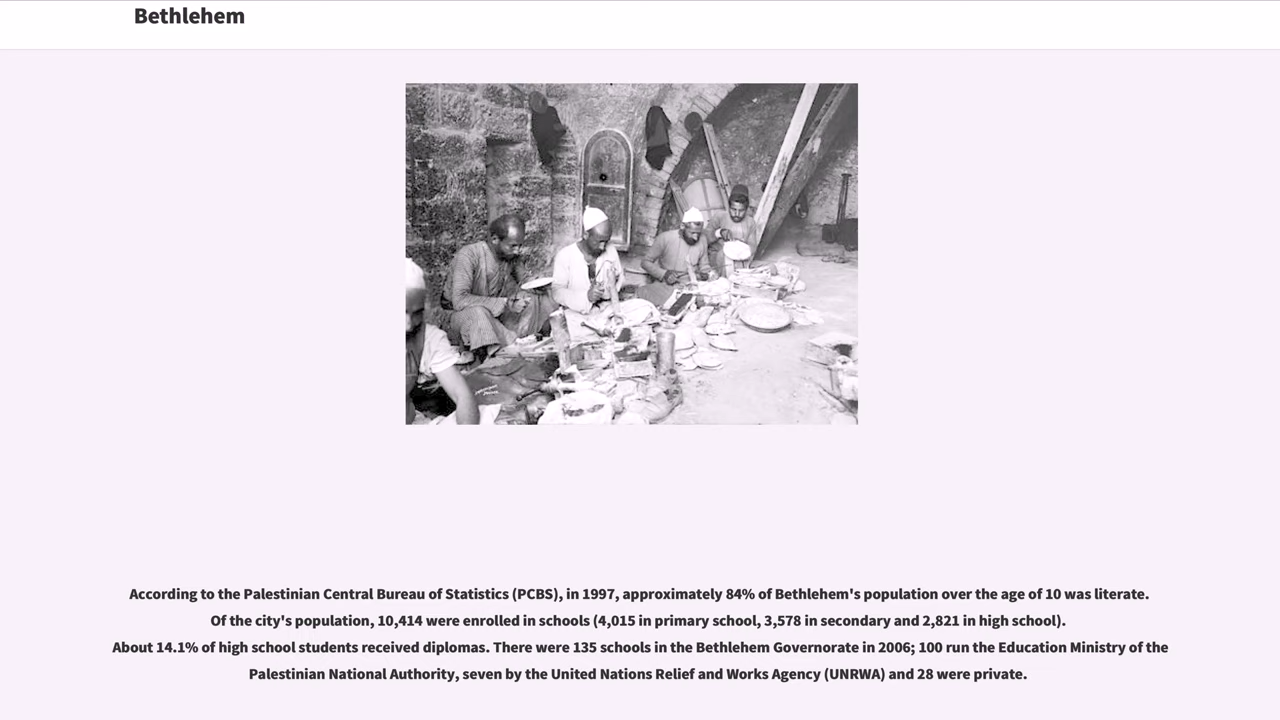 Bethlehem
According to the Palestinian Central Bureau of Statistics (PCBS), in 1997, approximately 84% of Bethlehem's population over the age of 10 was literate.
Of the city's population, 10,414 were enrolled in schools (4,015 in primary school, 3,578 in secondary and 2,821 in high school).
About 14.1% of high school students received diplomas. There were 135 schools in the Bethlehem Governorate in 2006; 100 run the Education Ministry of the
Palestinian National Authority, seven by the United Nations Relief and Works Agency (UNRWA) and 28 were private.